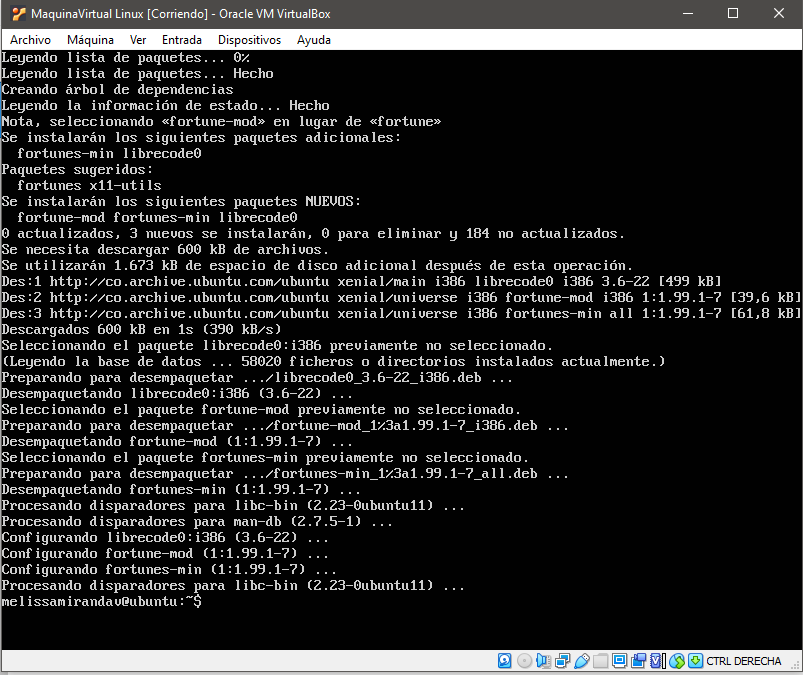 MaquinaVirtual Linux [Corriendo] - Oracle VM VirtualBox
Archivo Máquina Ver Entrada Dispositivos Ayuda
Leyendo lista de paquetes... 0%
Leyendo lista de paquetes... Hecho
Creando árbol de dependencias
Leyendo la información de estado... Hecho
Nota, seleccionando «fortune-mod» en lugar de «fortune»
Se instalarán los siguientes paquetes adicionales:
fortunes-min librecode0
Paquetes sugeridos:
fortunes x11-utils
Se instalarán los siguientes paquetes NUEVOS:
fortune-mod fortunes-min librecode0
0 actualizados, 3 nuevos se instalarán, 0 para eliminar y 184 no actualizados.
Se necesita descargar 600 kB de archivos.
Se utilizarán 1.673 kB de espacio de disco adicional después de esta operación.
Des:1 http://co.archive.ubuntu.com/ubuntu xenial/main i386 librecode0 i386 3.6-22 [499 kB]
Des:2 http://co.archive.ubuntu.com/ubuntu xenial/universe i386 fortune-mod i386 1:1.99.1-7 [39,6 kB]
Des:3 http://co.archive.ubuntu.com/ubuntu xenial/universe i386 fortunes-min all 1:1.99.1-7 [61,8 kB]
Descargados 600 kB en 1s (390 kB/s)
Seleccionando el paquete librecode0:i386 previamente no seleccionado.
(Leyendo la base de datos ... 58020 ficheros o directorios instalados actualmente.)
Preparando para desempaquetar .../librecode0_3.6-22_i386.deb ...
Desempaquetando librecode0:i386 (3.6-22) ...
Seleccionando el paquete fortune-mod previamente no seleccionado.
Preparando para desempaquetar .../fortune-mod_1%3a1.99.1-7_i386.deb ...
Desempaquetando fortune-mod (1:1.99.1-7) ...
Seleccionando el paquete fortunes-min previamente no seleccionado.
Preparando para desempaquetar .../fortunes-min_1%3a1.99.1-7_all.deb ...
Desempaquetando fortunes-min (1:1.99.1-7) ...
Procesando disparadores para libc-bin (2.23-0ubuntu11) ...
Procesando disparadores para man-db (2.7.5-1) ...
Configurando librecode0:i386 (3.6-22) ...
Configurando fortune-mod (1:1.99.1-7) ...
Configurando fortunes-min (1:1.99.1-7) ...
Procesando disparadores para libc-bin (2.23-0ubuntu11) ...
melissamirandav@ubuntu:~$
CTRL DERECHA